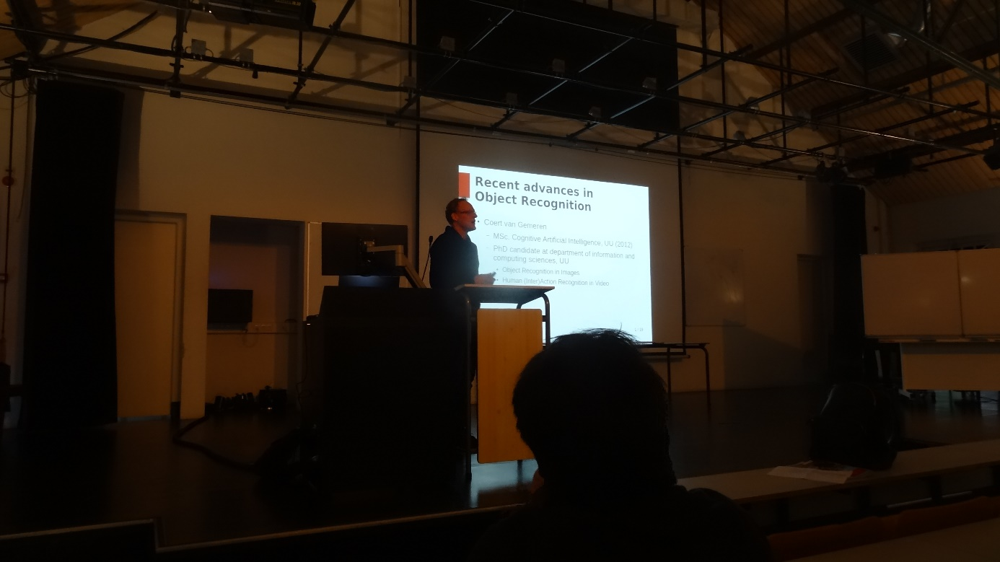 Recent advances in
Object Recognition
• Coert van Gemeren
– MSc. Cognitive Artificial Intelligence, UU (2012)
– PhD candidate at department of information and
computing sciences, UU
• Object Recognition in Images
• Human (Inter)Action Recognition in Video